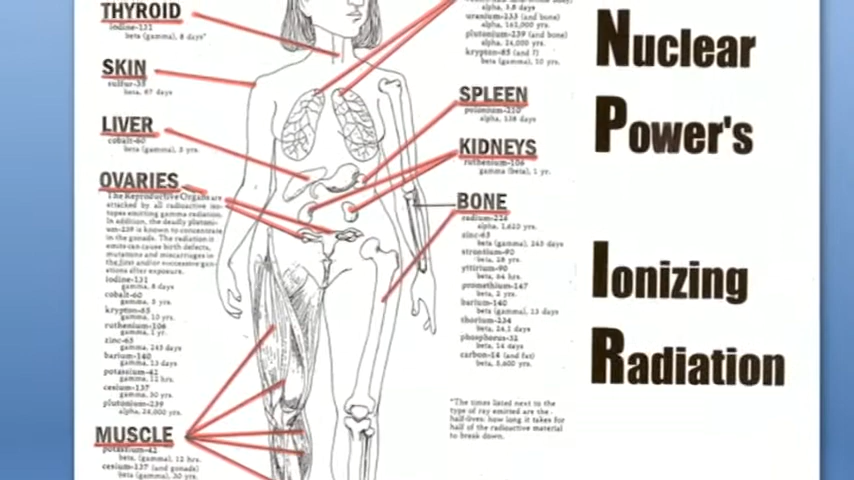 THYROID
iodine-131
beta (gamma), 8 days*
SKIN
sulfur-35
beta, 87 days
LIVER
cobalt-60
beta (gamma), 5 yrs.
OVARIES
The Reproductive Organs are
attacked by all radioactive iso-
topes emitting gamma radiation.
In addition, the deadly plutoni-
um-239 is known to concentrate
in the gonads. The radiation it
emits can cause birth defects,
mutations and miscarriages in
the first and/or successive gen-
erations after exposure.
iodine-131
gamma, 8 days
cobalt-60
gamma, 5 yrs.
krypton-85
gamma, 10 yrs.
ruthenium-106
gamma, 1 yr.
zinc-65
gamma, 245 days
barium-140
gamma, 13 days
potassium-42
gamma, 12 hrs.
cesium-137
gamma, 30 yrs.
plutonium-239
alpha, 24,000 yrs.
MUSCLE
potassium-42
beta, (gamma), 12 hrs.
cesium-137 (and gonads)
beta (gamma), 30 yrs.
alpha, 3.8 days
uranium-233 (and bone)
alpha, 162,000 yrs.
plutonium-239 (and bone)
alpha, 24,000 yrs.
krypton-85 (and ?)
beta (gamma), 10 yrs.
SPLEEN
polonium-210
alpha, 138 days
KIDNEYS
ruthenium-106
gamma (beta), 1 yr.
BONE
radium-226
alpha, 1,620 yrs.
zinc-65
beta (gamma), 245 days
strontium-90
beta, 28 yrs.
yttrium-90
beta, 64 hrs.
promethium-147
beta, 2 yrs.
barium-140
beta (gamma), 13 days
thorium-234
beta, 24.1 days
phosphorus-32
beta, 14 days
carbon-14 (and fat)
beta, 5,600 yrs.
*The times listed next to the
type of ray emitted are the
half-lives, how long it takes for
half of the radioactive material
to break down.
Nuclear
Power's
Ionizing
Radiation